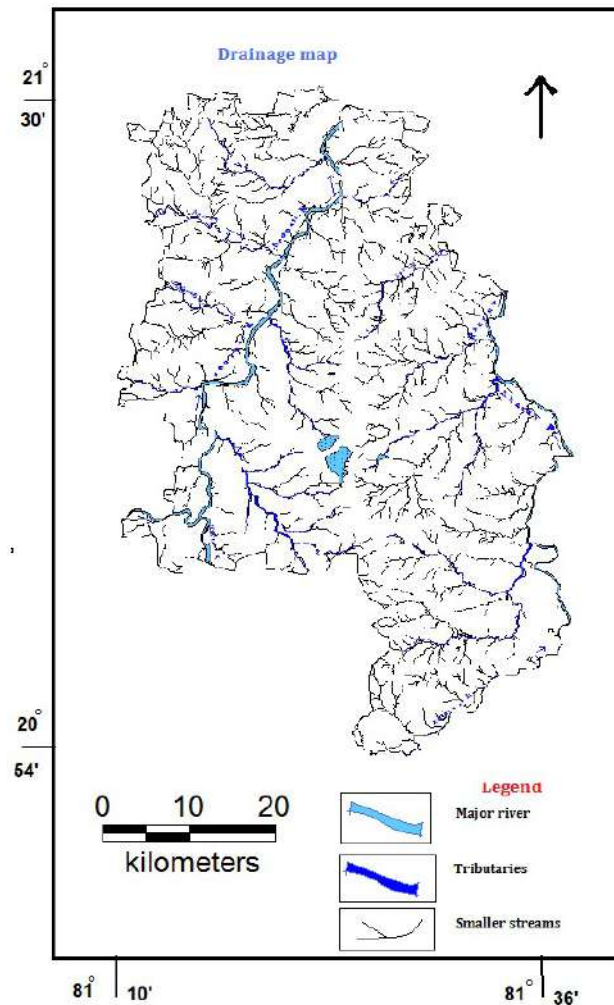 Drainage map
21°
30'
,
20°
54'
0 10 20
kilometers
Legend
Major river
Tributaries
Smaller streams
81° 10'
81° 36'